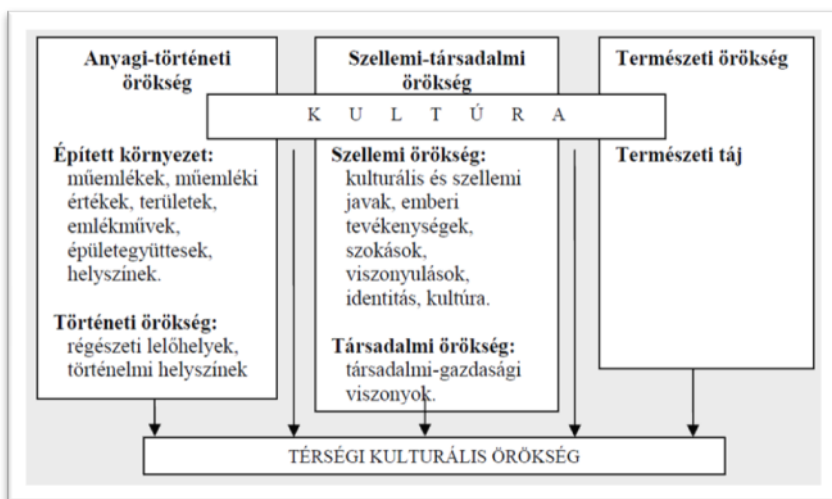 Anyagi-történeti
örökség
Szellemi-társadalmi
örökség
Természeti örökség
K U L T Ú R A
Épített környezet:
műemlékek, műemléki
értékek, területek,
emlékművek,
épületegyüttesek,
helyszínek.
Történeti örökség:
régészeti lelőhelyek,
történelmi helyszínek
Szellemi örökség:
kulturális és szellemi
javak, emberi
tevékenységek,
szokások,
viszonyulások,
identitás, kultúra.
Társadalmi örökség:
társadalmi-gazdasági
viszonyok.
Természeti táj
TÉRSÉGI KULTURÁLIS ÖRÖKSÉG